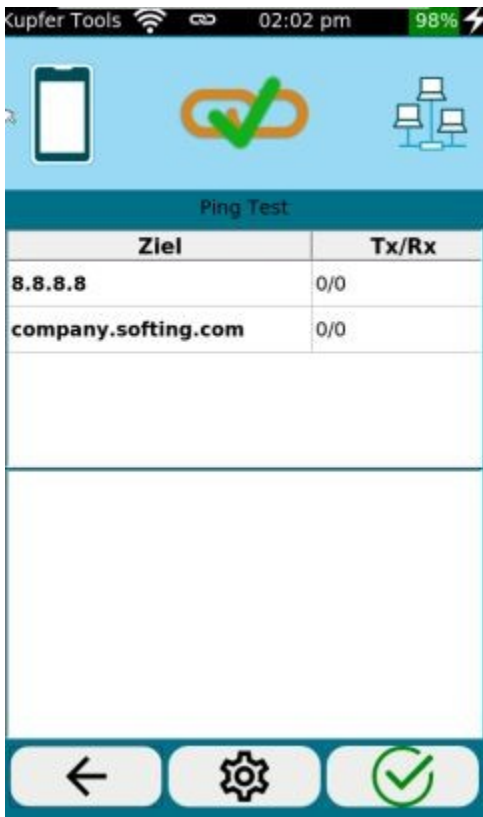 Kupfer Tools 02:02 pm 98%
Ping Test
Ziel Tx/Rx
8.8.8.8 0/0
company.softing.com 0/0